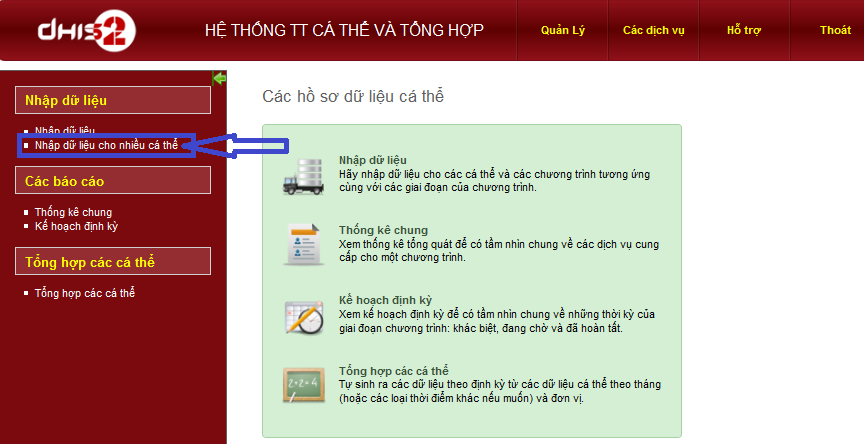 dhis2
HỆ THỐNG TT CÁ THỂ VÀ TỔNG HỢP
Quản Lý
Các dịch vụ
Hỗ trợ
Thoát
Nhập dữ liệu
Nhập dữ liệu
Nhập dữ liệu cho nhiều cá thể
Các báo cáo
Thống kê chung
Kế hoạch định kỳ
Tổng hợp các cá thể
Tổng hợp các cá thể
Các hồ sơ dữ liệu cá thể
Nhập dữ liệu
Hãy nhập dữ liệu cho các cá thể và các chương trình tương ứng
cùng với các giai đoạn của chương trình.
Thống kê chung
Xem thống kê tổng quát để có tầm nhìn chung về các dịch vụ cung
cấp cho một chương trình.
Kế hoạch định kỳ
Xem kế hoạch định kỳ để có tầm nhìn chung về những thời kỳ của
giai đoạn chương trình: khác biệt, đang chờ và đã hoàn tất.
2+2=4
Tổng hợp các cá thể
Tự sinh ra các dữ liệu theo định kỳ từ các dữ liệu cá thể theo tháng
(hoặc các loại thời điểm khác nếu muốn) và đơn vị.